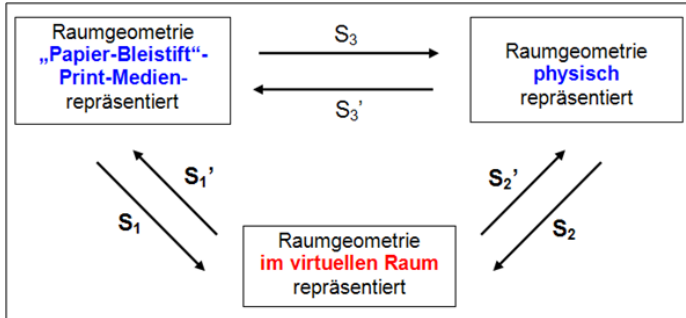 Raumgeometrie
„Papier-Bleistift“-
Print-Medien-
repräsentiert
S₃
S₃’
Raumgeometrie
physisch
repräsentiert
S₁’
S₁
S₂’
S₂
Raumgeometrie
im virtuellen Raum
repräsentiert